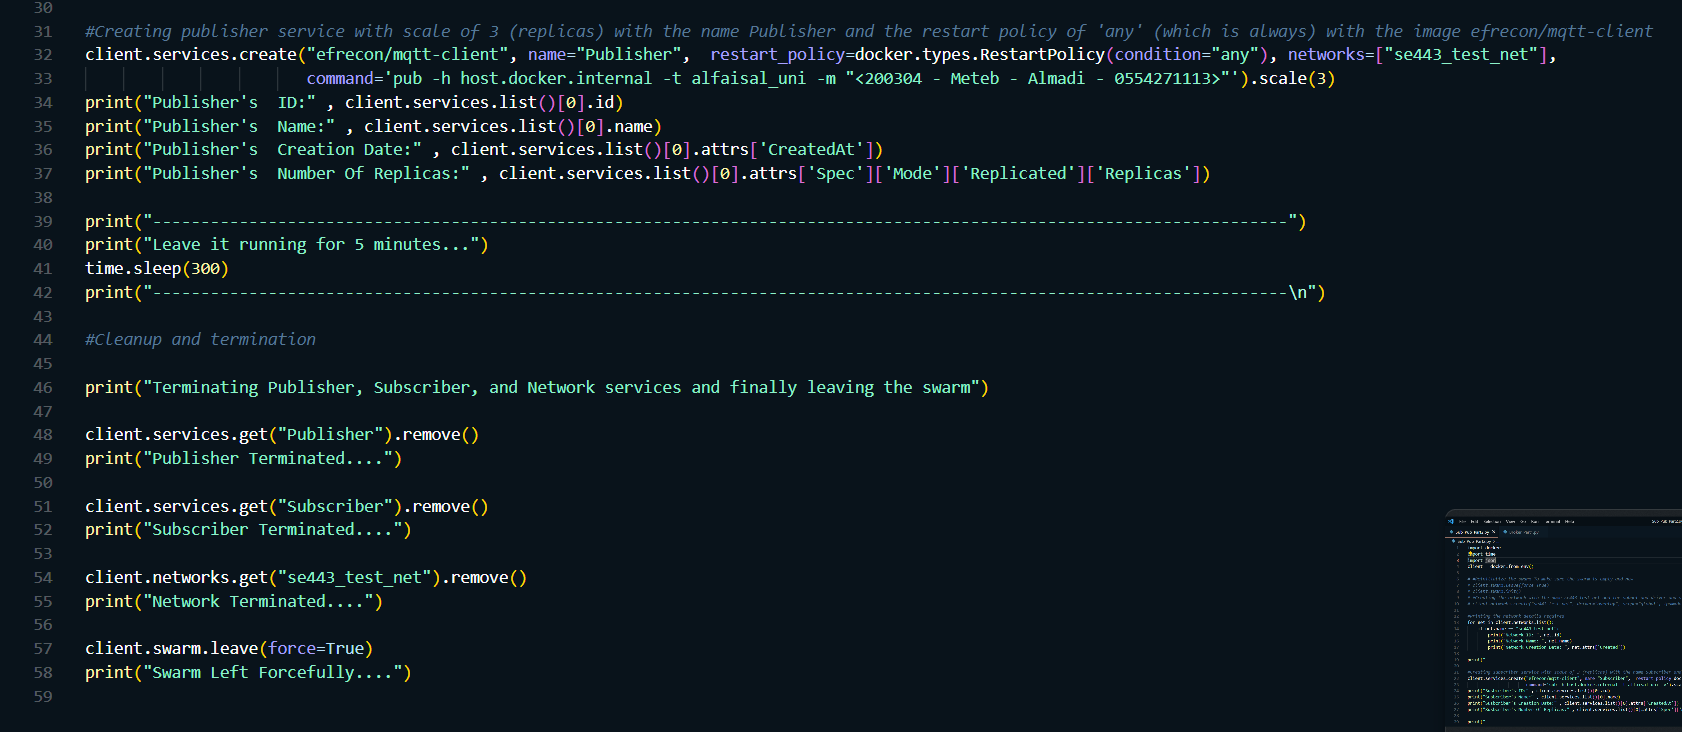 30
31 #Creating publisher service with scale of 3 (replicas) with the name Publisher and the restart policy of 'any' (which is always) with the image efrecon/mqtt-client
32 client.services.create("efrecon/mqtt-client", name="Publisher",  restart_policy=docker.types.RestartPolicy(condition="any"), networks=["se443_test_net"],
33                        command='pub -h host.docker.internal -t alfaisal_uni -m "<200304 - Meteb - Almadi - 0554271113>"').scale(3)
34 print("Publisher's  ID:" , client.services.list()[0].id)
35 print("Publisher's  Name:" , client.services.list()[0].name)
36 print("Publisher's  Creation Date:" , client.services.list()[0].attrs['CreatedAt'])
37 print("Publisher's  Number Of Replicas:" , client.services.list()[0].attrs['Spec']['Mode']['Replicated']['Replicas'])
38
39 print("----------------------------------------------------------------------------------------------------------------------")
40 print("Leave it running for 5 minutes...")
41 time.sleep(300)
42 print("----------------------------------------------------------------------------------------------------------------------\n")
43
44 #Cleanup and termination
45
46 print("Terminating Publisher, Subscriber, and Network services and finally leaving the swarm")
47
48 client.services.get("Publisher").remove()
49 print("Publisher Terminated....")
50
51 client.services.get("Subscriber").remove()
52 print("Subscriber Terminated....")
53
54 client.networks.get("se443_test_net").remove()
55 print("Network Terminated....")
56
57 client.swarm.leave(force=True)
58 print("Swarm Left Forcefully....")
59